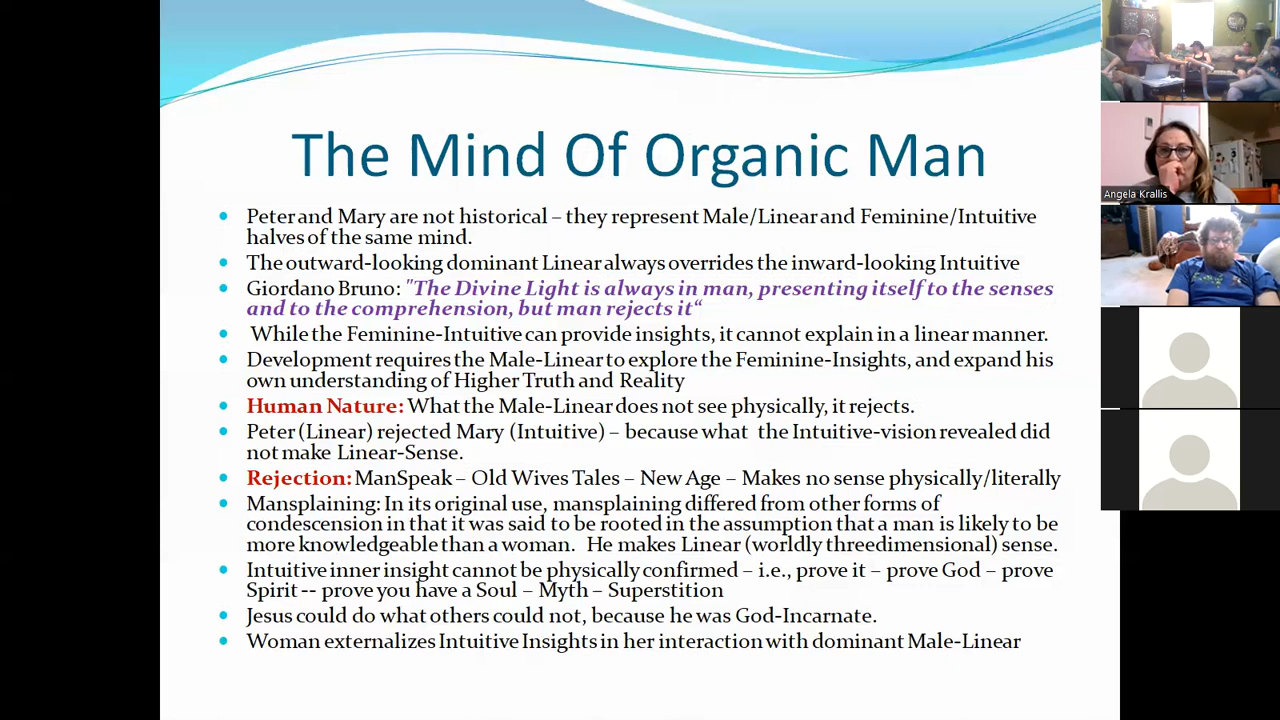 The Mind Of Organic Man
Peter and Mary are not historical – they represent Male/Linear and Feminine/Intuitive
halves of the same mind.
The outward-looking dominant Linear always overrides the inward-looking Intuitive
Giordano Bruno: "The Divine Light is always in man, presenting itself to the senses
and to the comprehension, but man rejects it“
While the Feminine-Intuitive can provide insights, it cannot explain in a linear manner.
Development requires the Male-Linear to explore the Feminine-Insights, and expand his
own understanding of Higher Truth and Reality
Human Nature: What the Male-Linear does not see physically, it rejects.
Peter (Linear) rejected Mary (Intuitive) – because what the Intuitive-vision revealed did
not make Linear-Sense.
Rejection: ManSpeak – Old Wives Tales – New Age – Makes no sense physically/literally
Mansplaining: In its original use, mansplaining differed from other forms of
condescension in that it was said to be rooted in the assumption that a man is likely to be
more knowledgeable than a woman. He makes Linear (worldly threedimensional) sense.
Intuitive inner insight cannot be physically confirmed – i.e., prove it – prove God – prove
Spirit -- prove you have a Soul – Myth – Superstition
Jesus could do what others could not, because he was God-Incarnate.
Woman externalizes Intuitive Insights in her interaction with dominant Male-Linear
Angela Krallis